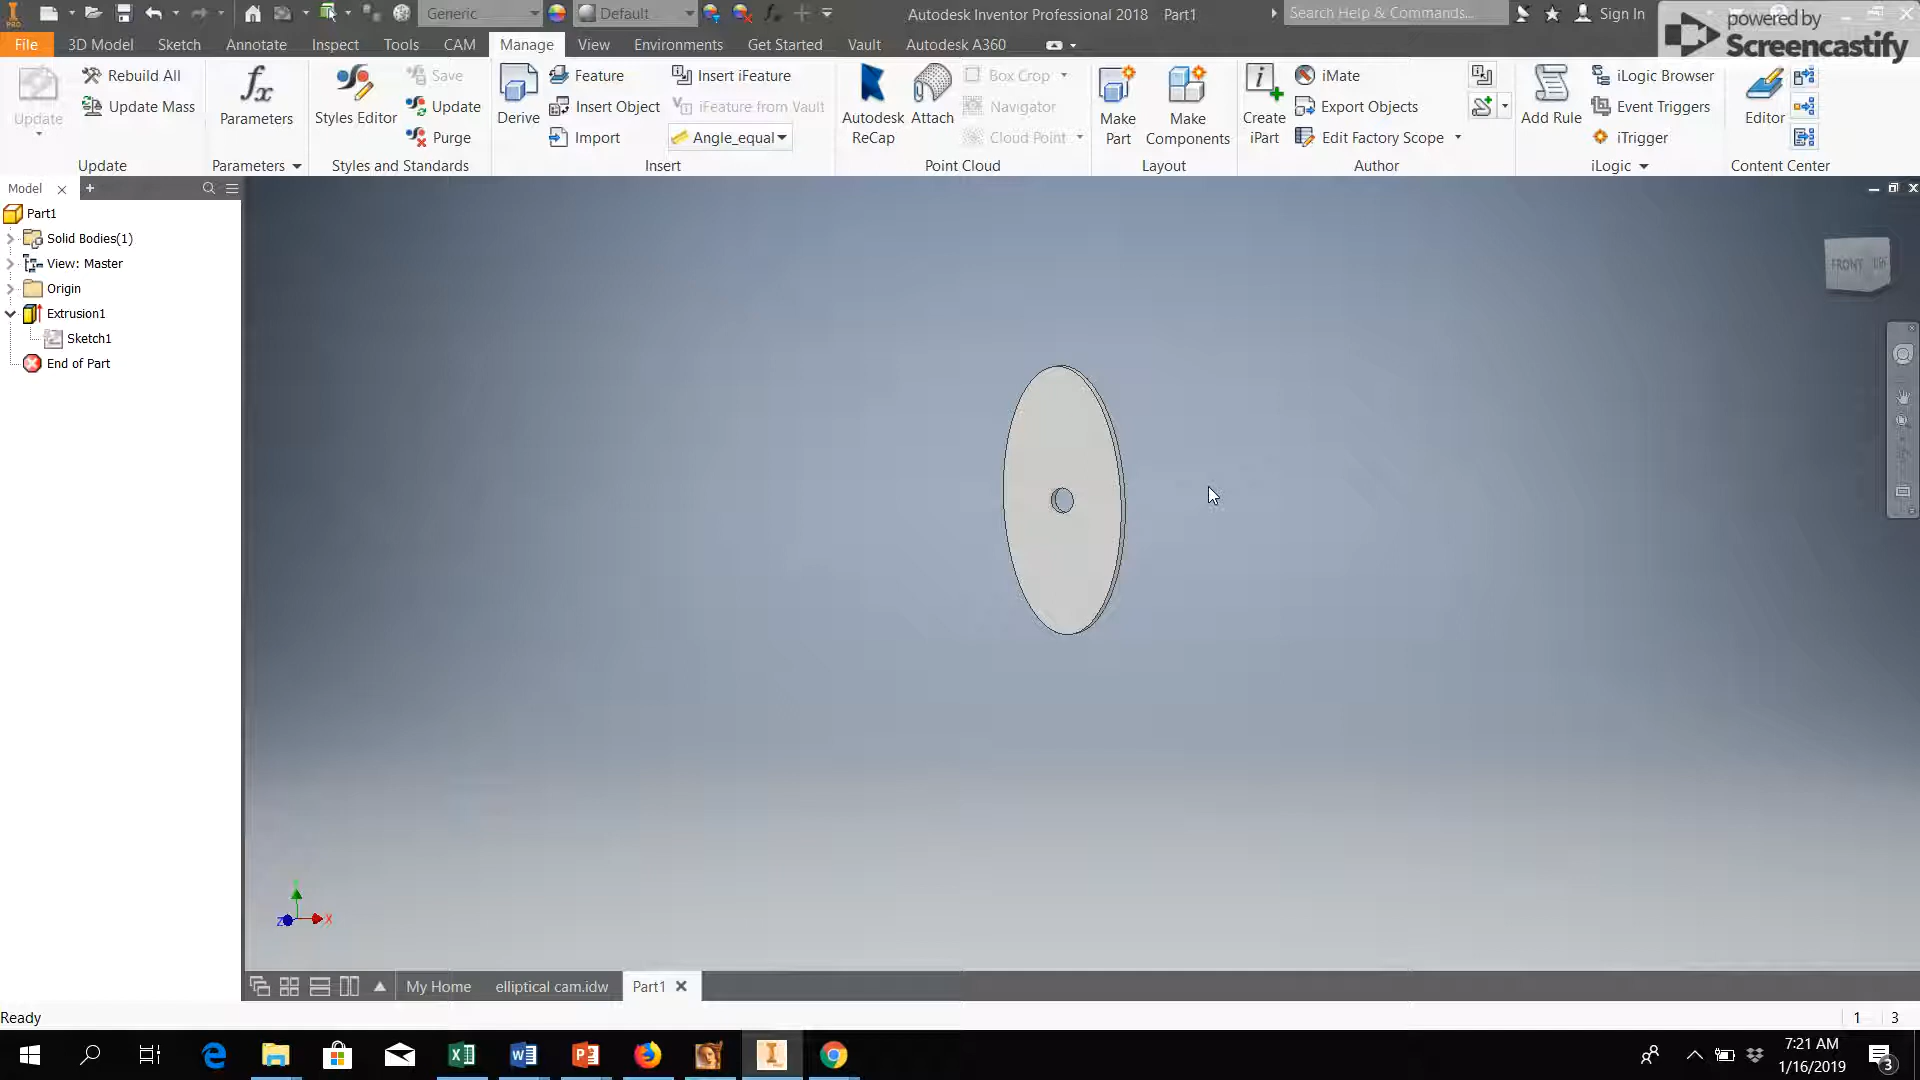 Generic
Default
Autodesk Inventor Professional 2018 Part1
Search Help & Commands...
Sign In
powered by
Screencastify
PRO
File 3D Model Sketch Annotate Inspect Tools CAM Manage View Environments Get Started Vault Autodesk A360
Update
Rebuild All
Update Mass
Update
fx
Parameters
Parameters
Styles Editor
Save
Update
Purge
Styles and Standards
Derive
Feature
Insert Object
Import
Insert iFeature
iFeature from Vault
Angle_equal
Insert
Autodesk
ReCap
Attach
Box Crop
Navigator
Cloud Point
Point Cloud
Make
Part
Make
Components
Layout
Create
iPart
iMate
Export Objects
Edit Factory Scope
Author
Add Rule
iLogic Browser
Event Triggers
iTrigger
iLogic
Editor
Content Center
Model
Part1
Solid Bodies(1)
View: Master
Origin
Extrusion1
Sketch1
End of Part
FRONT
Z
X
My Home elliptical cam.idw Part1
Ready
1 3
7:21 AM
1/16/2019
3